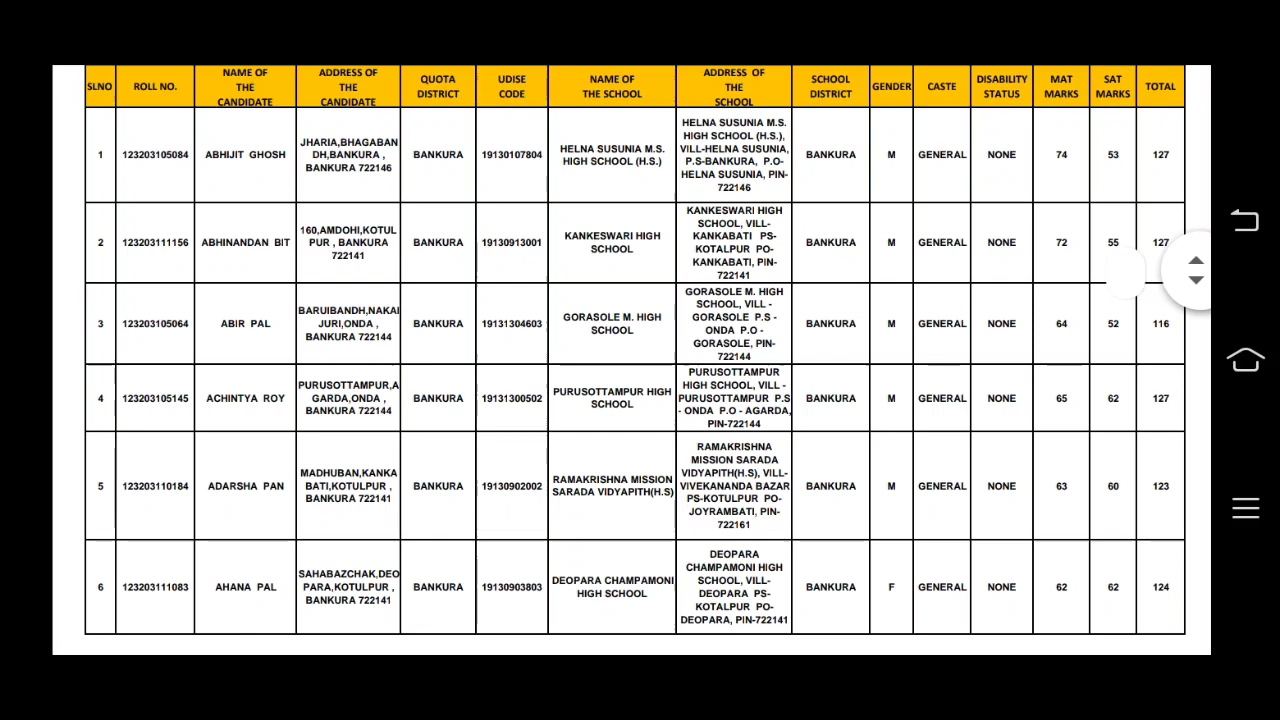 SLNO ROLL NO. NAME OF THE CANDIDATE ADDRESS OF THE CANDIDATE QUOTA DISTRICT UDISE CODE NAME OF THE SCHOOL ADDRESS OF THE SCHOOL SCHOOL DISTRICT GENDER CASTE DISABILITY STATUS MAT MARKS SAT MARKS TOTAL
1 123203105084 ABHIJIT GHOSH JHARIA,BHAGABAN DH,BANKURA , BANKURA 722146 BANKURA 19130107804 HELNA SUSUNIA M.S. HIGH SCHOOL (H.S.) HELNA SUSUNIA M.S. HIGH SCHOOL (H.S.), VILL-HELNA SUSUNIA, P.S-BANKURA, P.O- HELNA SUSUNIA, PIN- 722146 BANKURA M GENERAL NONE 74 53 127
2 123203111156 ABHINANDAN BIT 160,AMDOHI,KOTUL PUR , BANKURA 722141 BANKURA 19130913001 KANKESWARI HIGH SCHOOL KANKESWARI HIGH SCHOOL, VILL- KANKABATI PS- KOTALPUR PO- KANKABATI, PIN- 722141 BANKURA M GENERAL NONE 72 55 127
3 123203105064 ABIR PAL BARUIBANDH,NAKAI JURI,ONDA , BANKURA 722144 BANKURA 19131304603 GORASOLE M. HIGH SCHOOL GORASOLE M. HIGH SCHOOL, VILL - GORASOLE P.S - ONDA P.O - GORASOLE, PIN- 722144 BANKURA M GENERAL NONE 64 52 116
4 123203105145 ACHINTYA ROY PURUSOTTAMPUR,A GARDA,ONDA , BANKURA 722144 BANKURA 19131300502 PURUSOTTAMPUR HIGH SCHOOL PURUSOTTAMPUR HIGH SCHOOL, VILL - PURUSOTTAMPUR P.S - ONDA P.O - AGARDA, PIN-722144 BANKURA M GENERAL NONE 65 62 127
5 123203110184 ADARSHA PAN MADHUBAN,KANKA BATI,KOTULPUR , BANKURA 722141 BANKURA 19130902002 RAMAKRISHNA MISSION SARADA VIDYAPITH(H.S) RAMAKRISHNA MISSION SARADA VIDYAPITH(H.S), VILL- VIVEKANANDA BAZAR PS-KOTULPUR PO- JOYRAMBATI, PIN- 722161 BANKURA M GENERAL NONE 63 60 123
6 123203111083 AHANA PAL SAHABAZCHAK,DEO PARA,KOTULPUR , BANKURA 722141 BANKURA 19130903803 DEOPARA CHAMPAMONI HIGH SCHOOL DEOPARA CHAMPAMONI HIGH SCHOOL, VILL- DEOPARA PS- KOTALPUR PO- DEOPARA, PIN-722141 BANKURA F GENERAL NONE 62 62 124